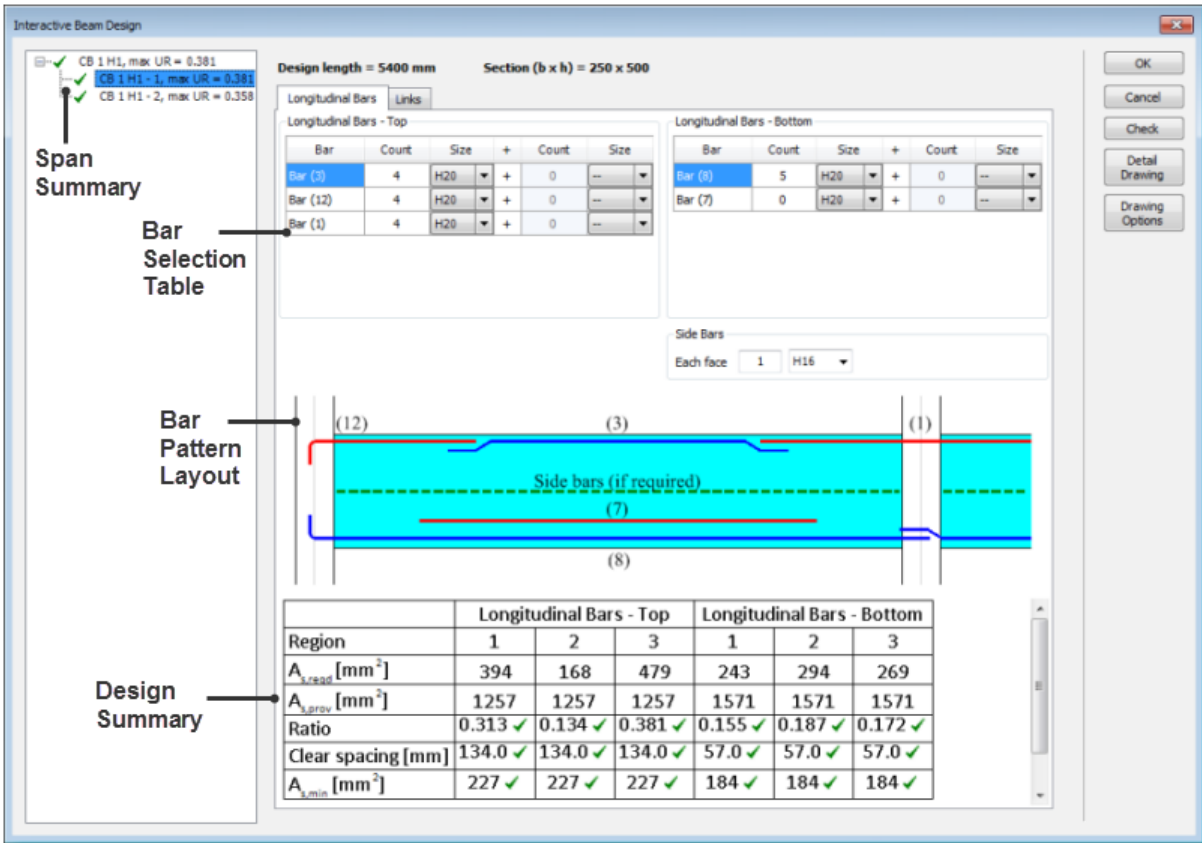 Interactive Beam Design
CB 1 H1, max UR = 0.381
CB 1 H1 - 1, max UR = 0.381
CB 1 H1 - 2, max UR = 0.358
Span
Summary
Bar
Selection
Table
Bar
Pattern
Layout
Design
Summary
Design length = 5400 mm Section (b x h) = 250 x 500
Longitudinal Bars Links
Longitudinal Bars - Top
Bar Count Size + Count Size
Bar (3) 4 H20 + 0 --
Bar (12) 4 H20 + 0 --
Bar (1) 4 H20 + 0 --
Longitudinal Bars - Bottom
Bar Count Size + Count Size
Bar (8) 5 H20 + 0 --
Bar (7) 0 H20 + 0 --
Side Bars
Each face 1 H16
(12) (3) (1)
Side bars (if required)
(7)
(8)
Longitudinal Bars - Top Longitudinal Bars - Bottom
Region 1 2 3 1 2 3
As,reqd [mm²] 394 168 479 243 294 269
As,prov [mm²] 1257 1257 1257 1571 1571 1571
Ratio 0.313 ✓ 0.134 ✓ 0.381 ✓ 0.155 ✓ 0.187 ✓ 0.172 ✓
Clear spacing [mm] 134.0 ✓ 134.0 ✓ 134.0 ✓ 57.0 ✓ 57.0 ✓ 57.0 ✓
As,min [mm²] 227 ✓ 227 ✓ 227 ✓ 184 ✓ 184 ✓ 184 ✓
OK
Cancel
Check
Detail
Drawing
Drawing
Options